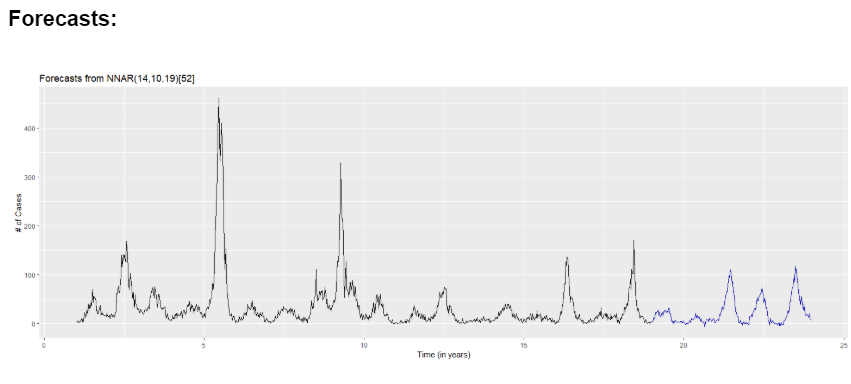 Forecasts:
Forecasts from NNAR(14,10,19)[52]
400
300
200
100
0
# of Cases
0 5 10 15 20 25
Time (in years)